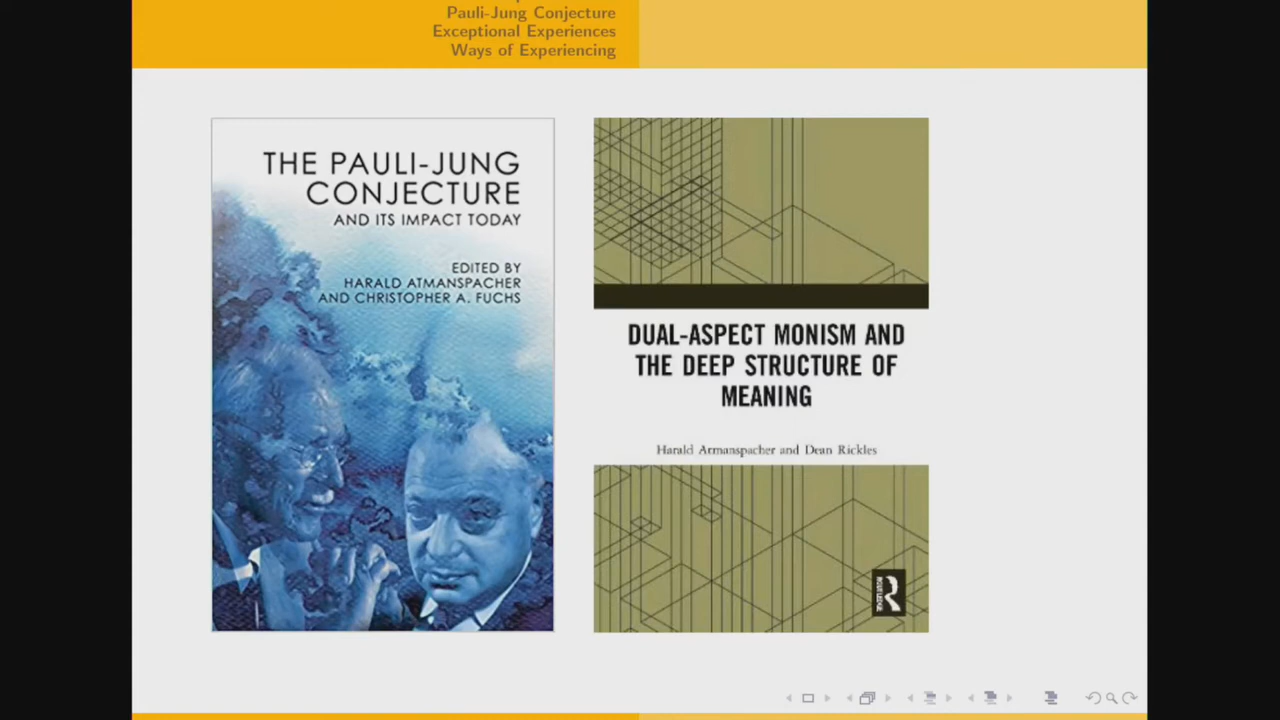 Pauli-Jung Conjecture
Exceptional Experiences
Ways of Experiencing
THE PAULI-JUNG
CONJECTURE
AND ITS IMPACT TODAY
EDITED BY
HARALD ATMANSPACHER
AND CHRISTOPHER A. FUCHS
DUAL-ASPECT MONISM AND
THE DEEP STRUCTURE OF
MEANING
Harald Atmanspacher and Dean Rickles
ROUTLEDGE